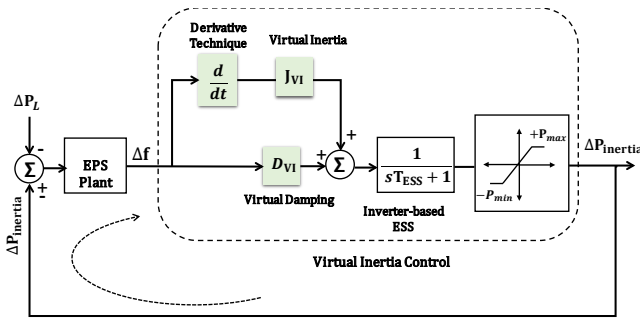 Derivative
Technique
Virtual Inertia
d
dt
J_VI
ΔP_L
-
Σ
+
-
EPS
Plant
Δf
D_VI
Virtual Damping
+
+
Σ
1
sT_ESS + 1
Inverter-based
ESS
+P_max
−P_min
ΔP_inertia
ΔP_inertia
Virtual Inertia Control